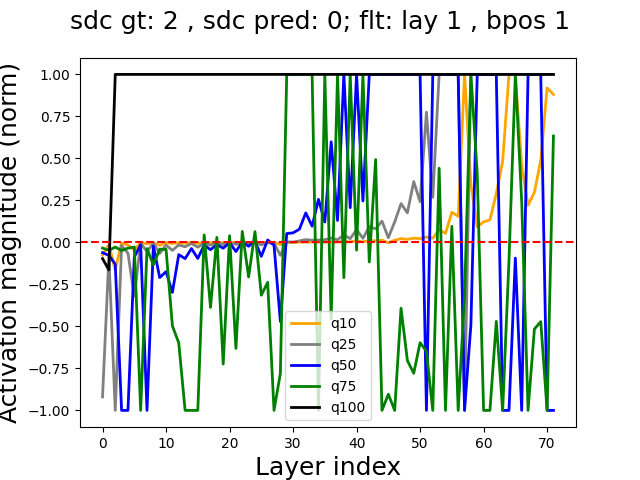 sdc gt: 2 , sdc pred: 0; flt: lay 1 , bpos 1
Activation magnitude (norm)
1.00
0.75
0.50
0.25
0.00
−0.25
−0.50
−0.75
−1.00
q10
q25
q50
q75
q100
0 10 20 30 40 50 60 70
Layer index